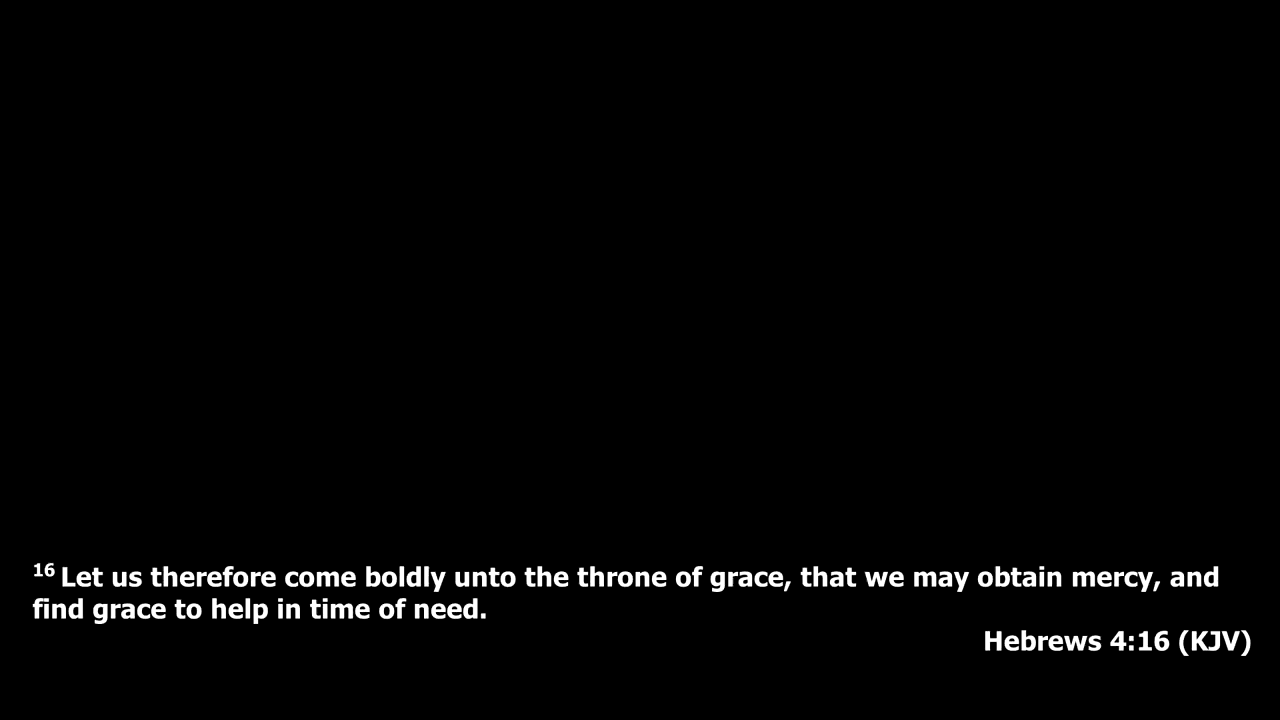 16 Let us therefore come boldly unto the throne of grace, that we may obtain mercy, and
find grace to help in time of need.
Hebrews 4:16 (KJV)